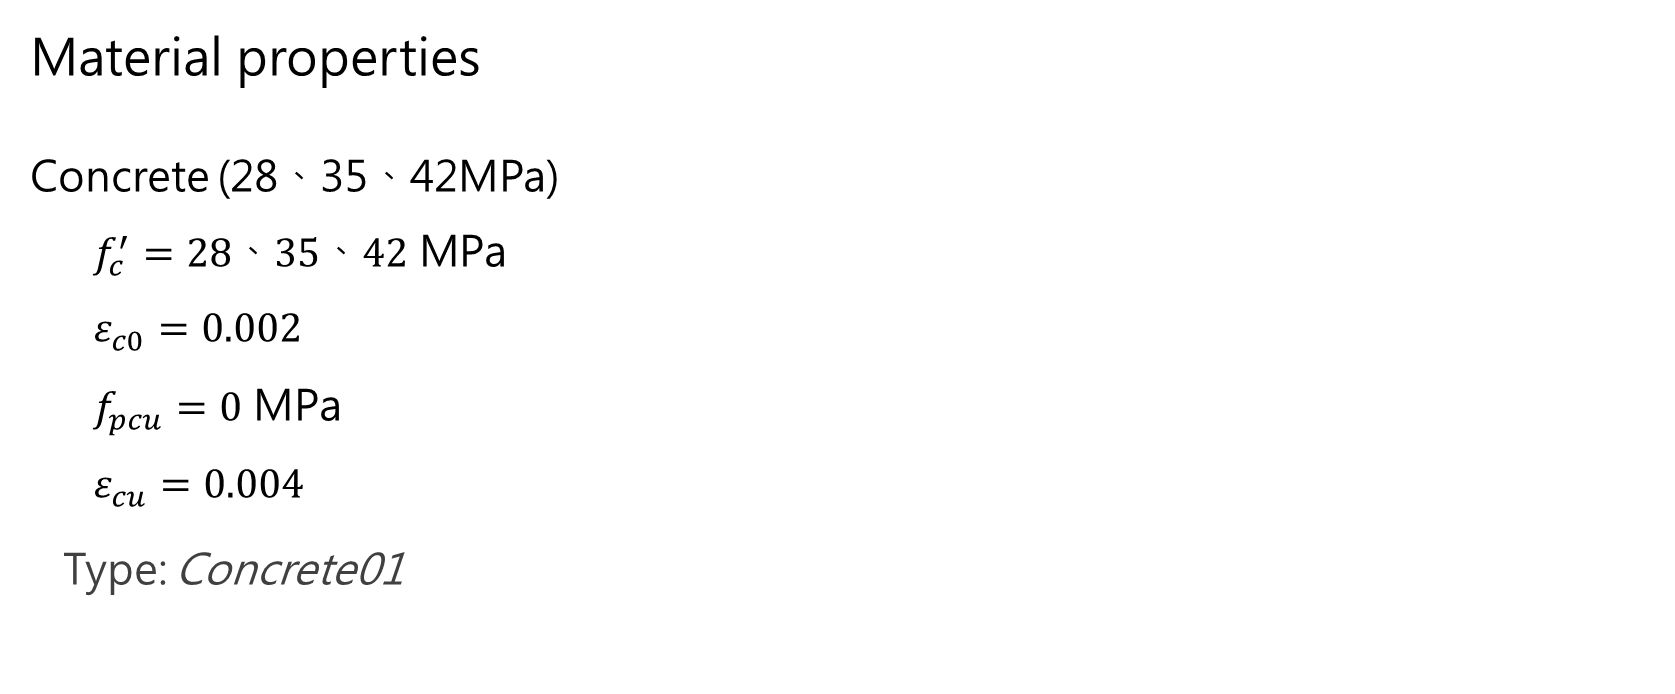 Material properties
Concrete (28、35、42MPa)
f′c = 28、35、42 MPa
εc0 = 0.002
fpcu = 0 MPa
εcu = 0.004
Type: Concrete01